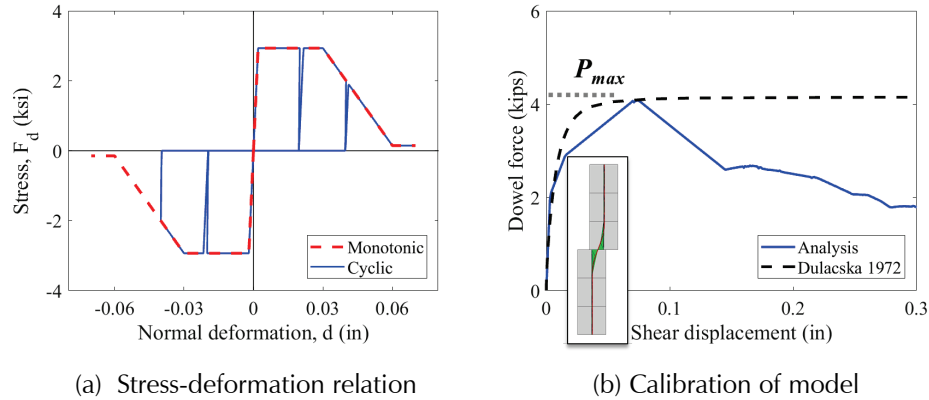 4
2
0
-2
-4
-0.06
-0.03
0
0.03
0.06
Stress, F_d (ksi)
Normal deformation, d (in)
Monotonic
Cyclic
(a) Stress-deformation relation
6
4
2
0
0
0.1
0.2
0.3
Dowel force (kips)
Shear displacement (in)
P_max
Analysis
Dulacska 1972
(b) Calibration of model